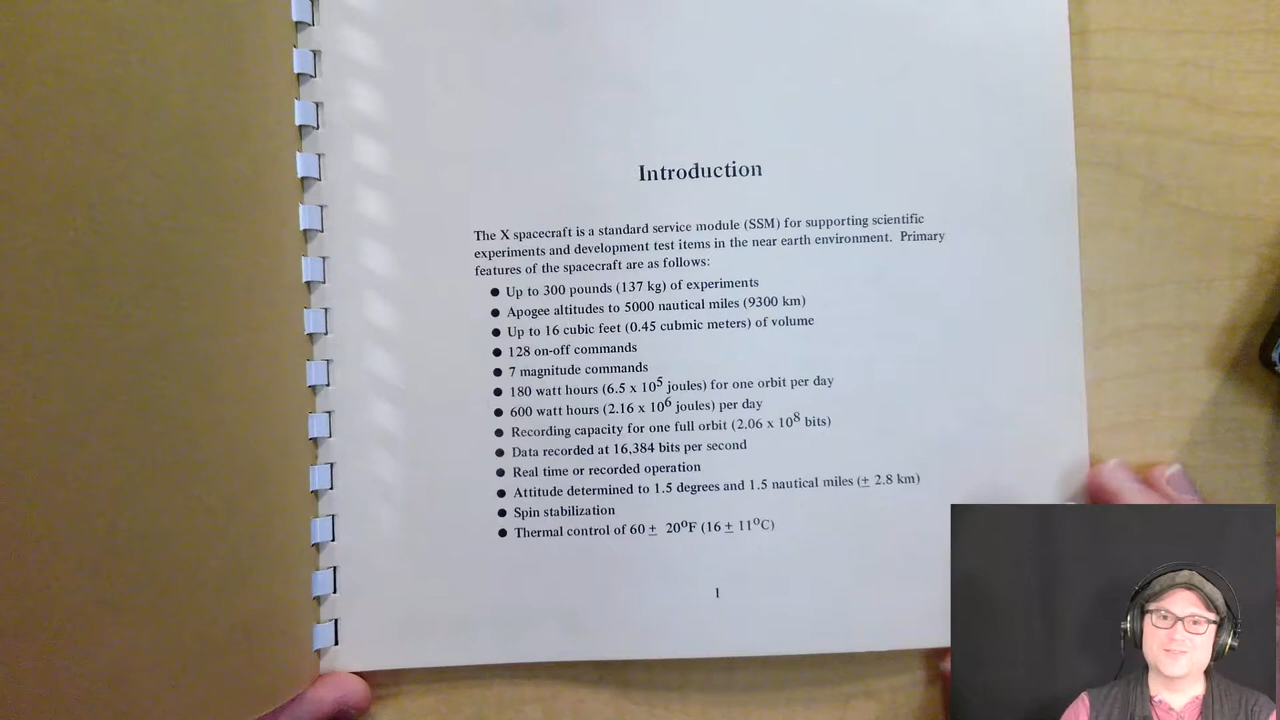 Introduction
The X spacecraft is a standard service module (SSM) for supporting scientific
experiments and development test items in the near earth environment. Primary
features of the spacecraft are as follows:
● Up to 300 pounds (137 kg) of experiments
● Apogee altitudes to 5000 nautical miles (9300 km)
● Up to 16 cubic feet (0.45 cubmic meters) of volume
● 128 on-off commands
● 7 magnitude commands
● 180 watt hours (6.5 x 10⁵ joules) for one orbit per day
● 600 watt hours (2.16 x 10⁶ joules) per day
● Recording capacity for one full orbit (2.06 x 10⁸ bits)
● Data recorded at 16,384 bits per second
● Real time or recorded operation
● Attitude determined to 1.5 degrees and 1.5 nautical miles (± 2.8 km)
● Spin stabilization
● Thermal control of 60 ± 20°F (16 ± 11°C)
1